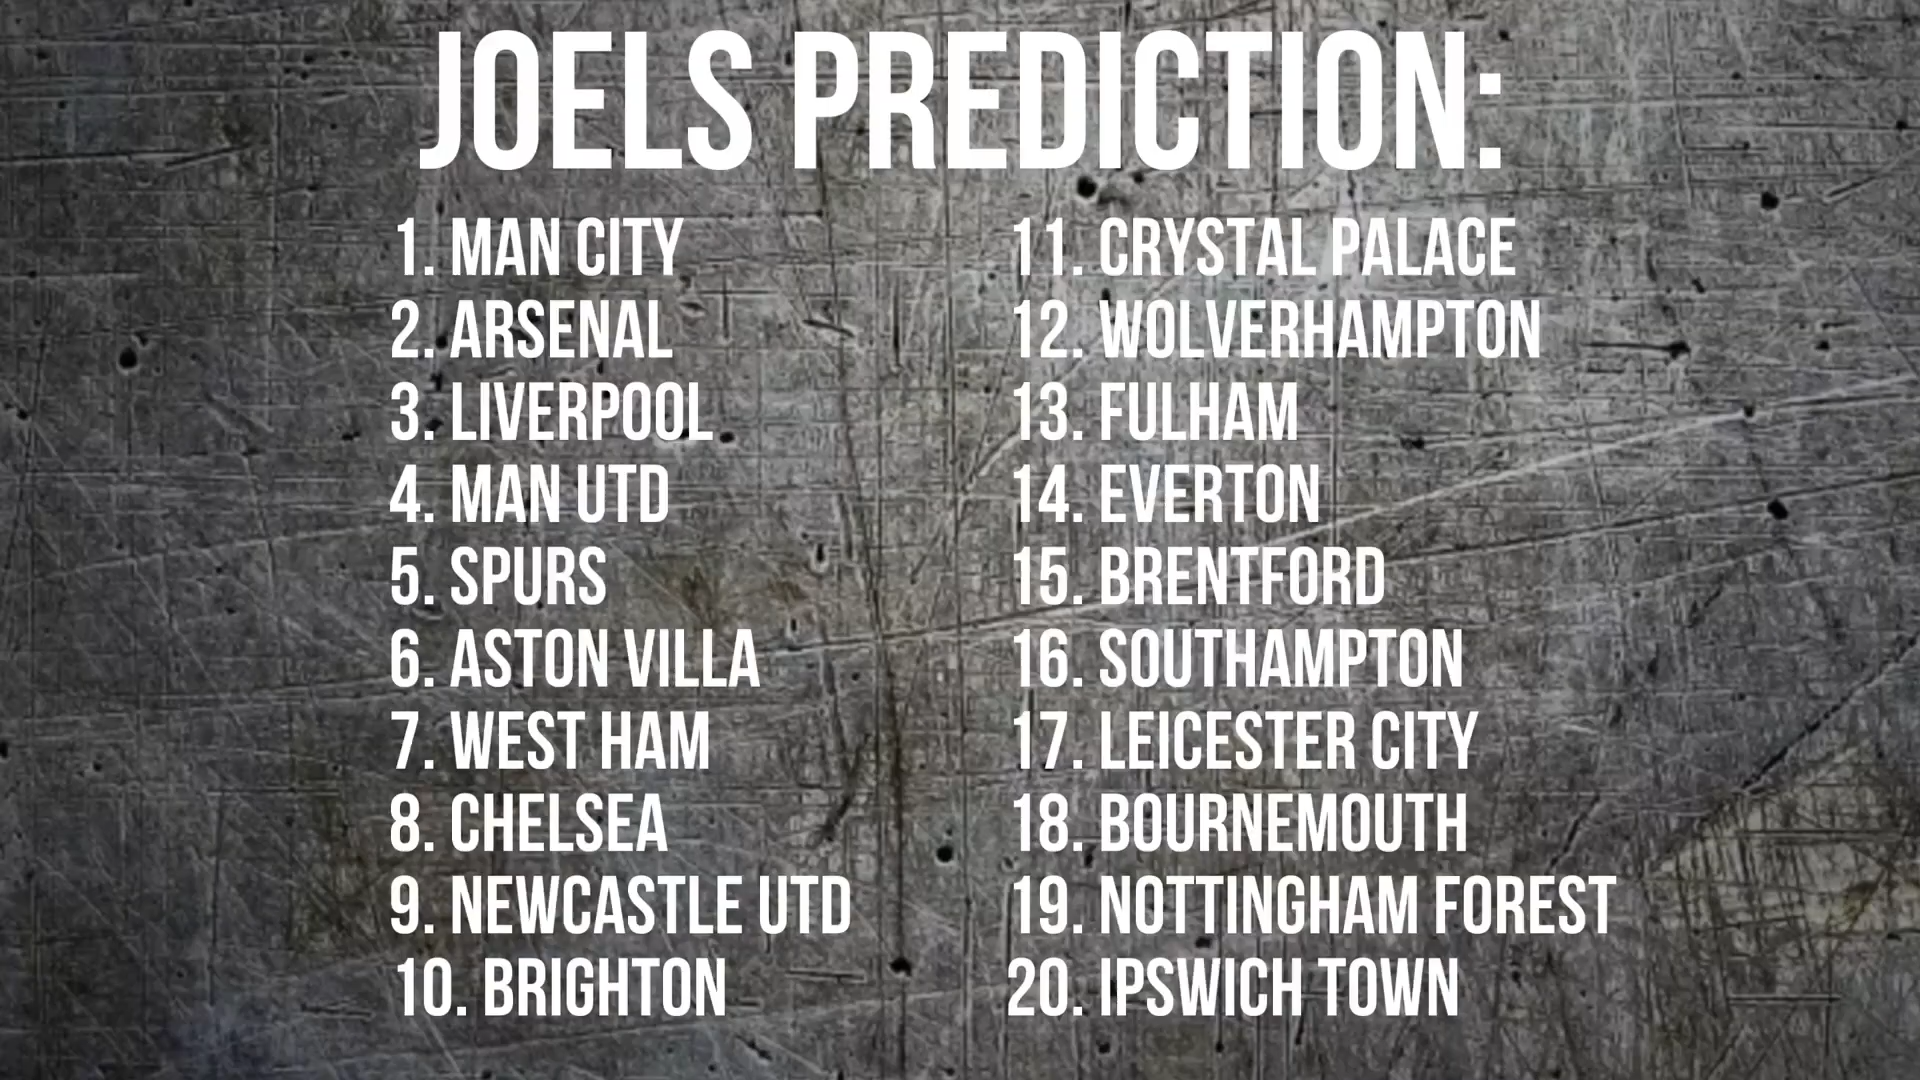 JOELS PREDICTION:
1. MAN CITY
2. ARSENAL
3. LIVERPOOL
4. MAN UTD
5. SPURS
6. ASTON VILLA
7. WEST HAM
8. CHELSEA
9. NEWCASTLE UTD
10. BRIGHTON
11. CRYSTAL PALACE
12. WOLVERHAMPTON
13. FULHAM
14. EVERTON
15. BRENTFORD
16. SOUTHAMPTON
17. LEICESTER CITY
18. BOURNEMOUTH
19. NOTTINGHAM FOREST
20. IPSWICH TOWN